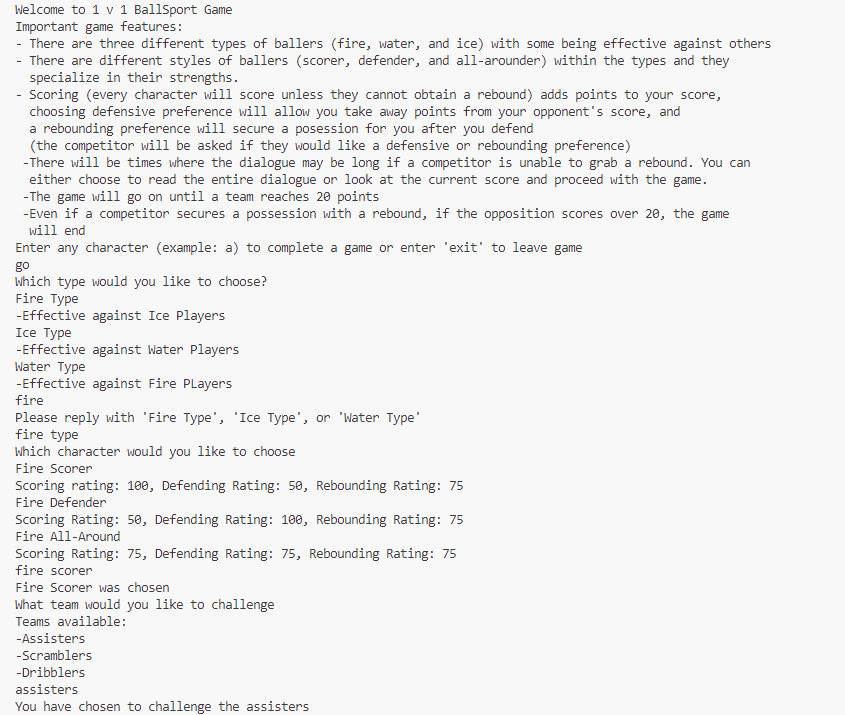 Welcome to 1 v 1 BallSport Game
Important game features:
- There are three different types of ballers (fire, water, and ice) with some being effective against others
- There are different styles of ballers (scorer, defender, and all-arounder) within the types and they
specialize in their strengths.
- Scoring (every character will score unless they cannot obtain a rebound) adds points to your score,
choosing defensive preference will allow you take away points from your opponent's score, and
a rebounding preference will secure a posession for you after you defend
(the competitor will be asked if they would like a defensive or rebounding preference)
-There will be times where the dialogue may be long if a competitor is unable to grab a rebound. You can
either choose to read the entire dialogue or look at the current score and proceed with the game.
-The game will go on until a team reaches 20 points
-Even if a competitor secures a possession with a rebound, if the opposition scores over 20, the game
will end
Enter any character (example: a) to complete a game or enter 'exit' to leave game
go
Which type would you like to choose?
Fire Type
-Effective against Ice Players
Ice Type
-Effective against Water Players
Water Type
-Effective against Fire PLayers
fire
Please reply with 'Fire Type', 'Ice Type', or 'Water Type'
fire type
Which character would you like to choose
Fire Scorer
Scoring rating: 100, Defending Rating: 50, Rebounding Rating: 75
Fire Defender
Scoring Rating: 50, Defending Rating: 100, Rebounding Rating: 75
Fire All-Around
Scoring Rating: 75, Defending Rating: 75, Rebounding Rating: 75
fire scorer
Fire Scorer was chosen
What team would you like to challenge
Teams available:
-Assisters
-Scramblers
-Dribblers
assisters
You have chosen to challenge the assisters